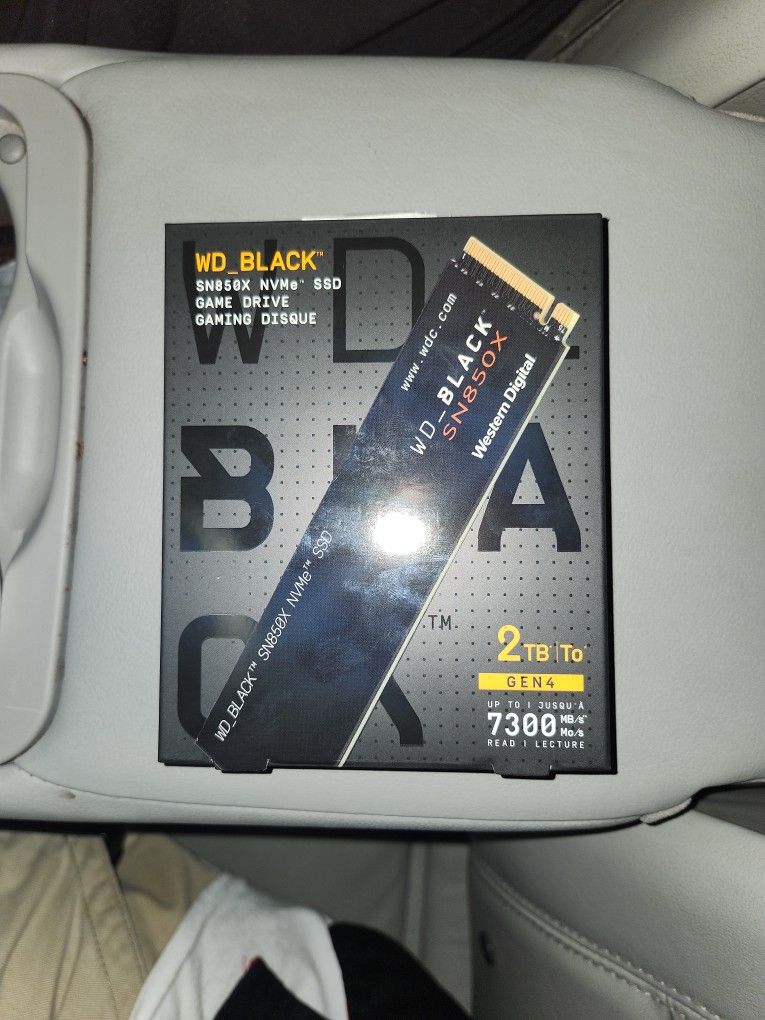 WD_BLACK™
SN850X NVMe™ SSD
GAME DRIVE
GAMING DISQUE
www.wdc.com
WD_BLACK
SN850X
Western Digital
WD_BLACK™ SN850X NVMe™ SSD
™
2TB|To
GEN4
UP TO | JUSQU'À
7300 MB/s
Mo/s
READ | LECTURE